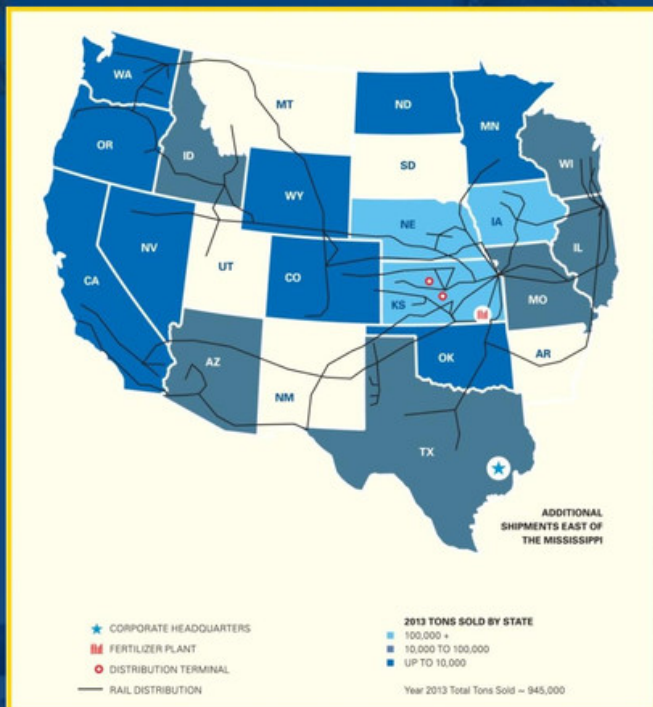 WA
MT
ND
MN
OR
ID
SD
WI
WY
NE
IA
NV
UT
CO
IL
CA
KS
MO
AZ
NM
OK
AR
TX
ADDITIONAL
SHIPMENTS EAST OF
THE MISSISSIPPI
CORPORATE HEADQUARTERS
FERTILIZER PLANT
DISTRIBUTION TERMINAL
RAIL DISTRIBUTION
2013 TONS SOLD BY STATE
100,000 +
10,000 TO 100,000
UP TO 10,000
Year 2013 Total Tons Sold ~ 945,000